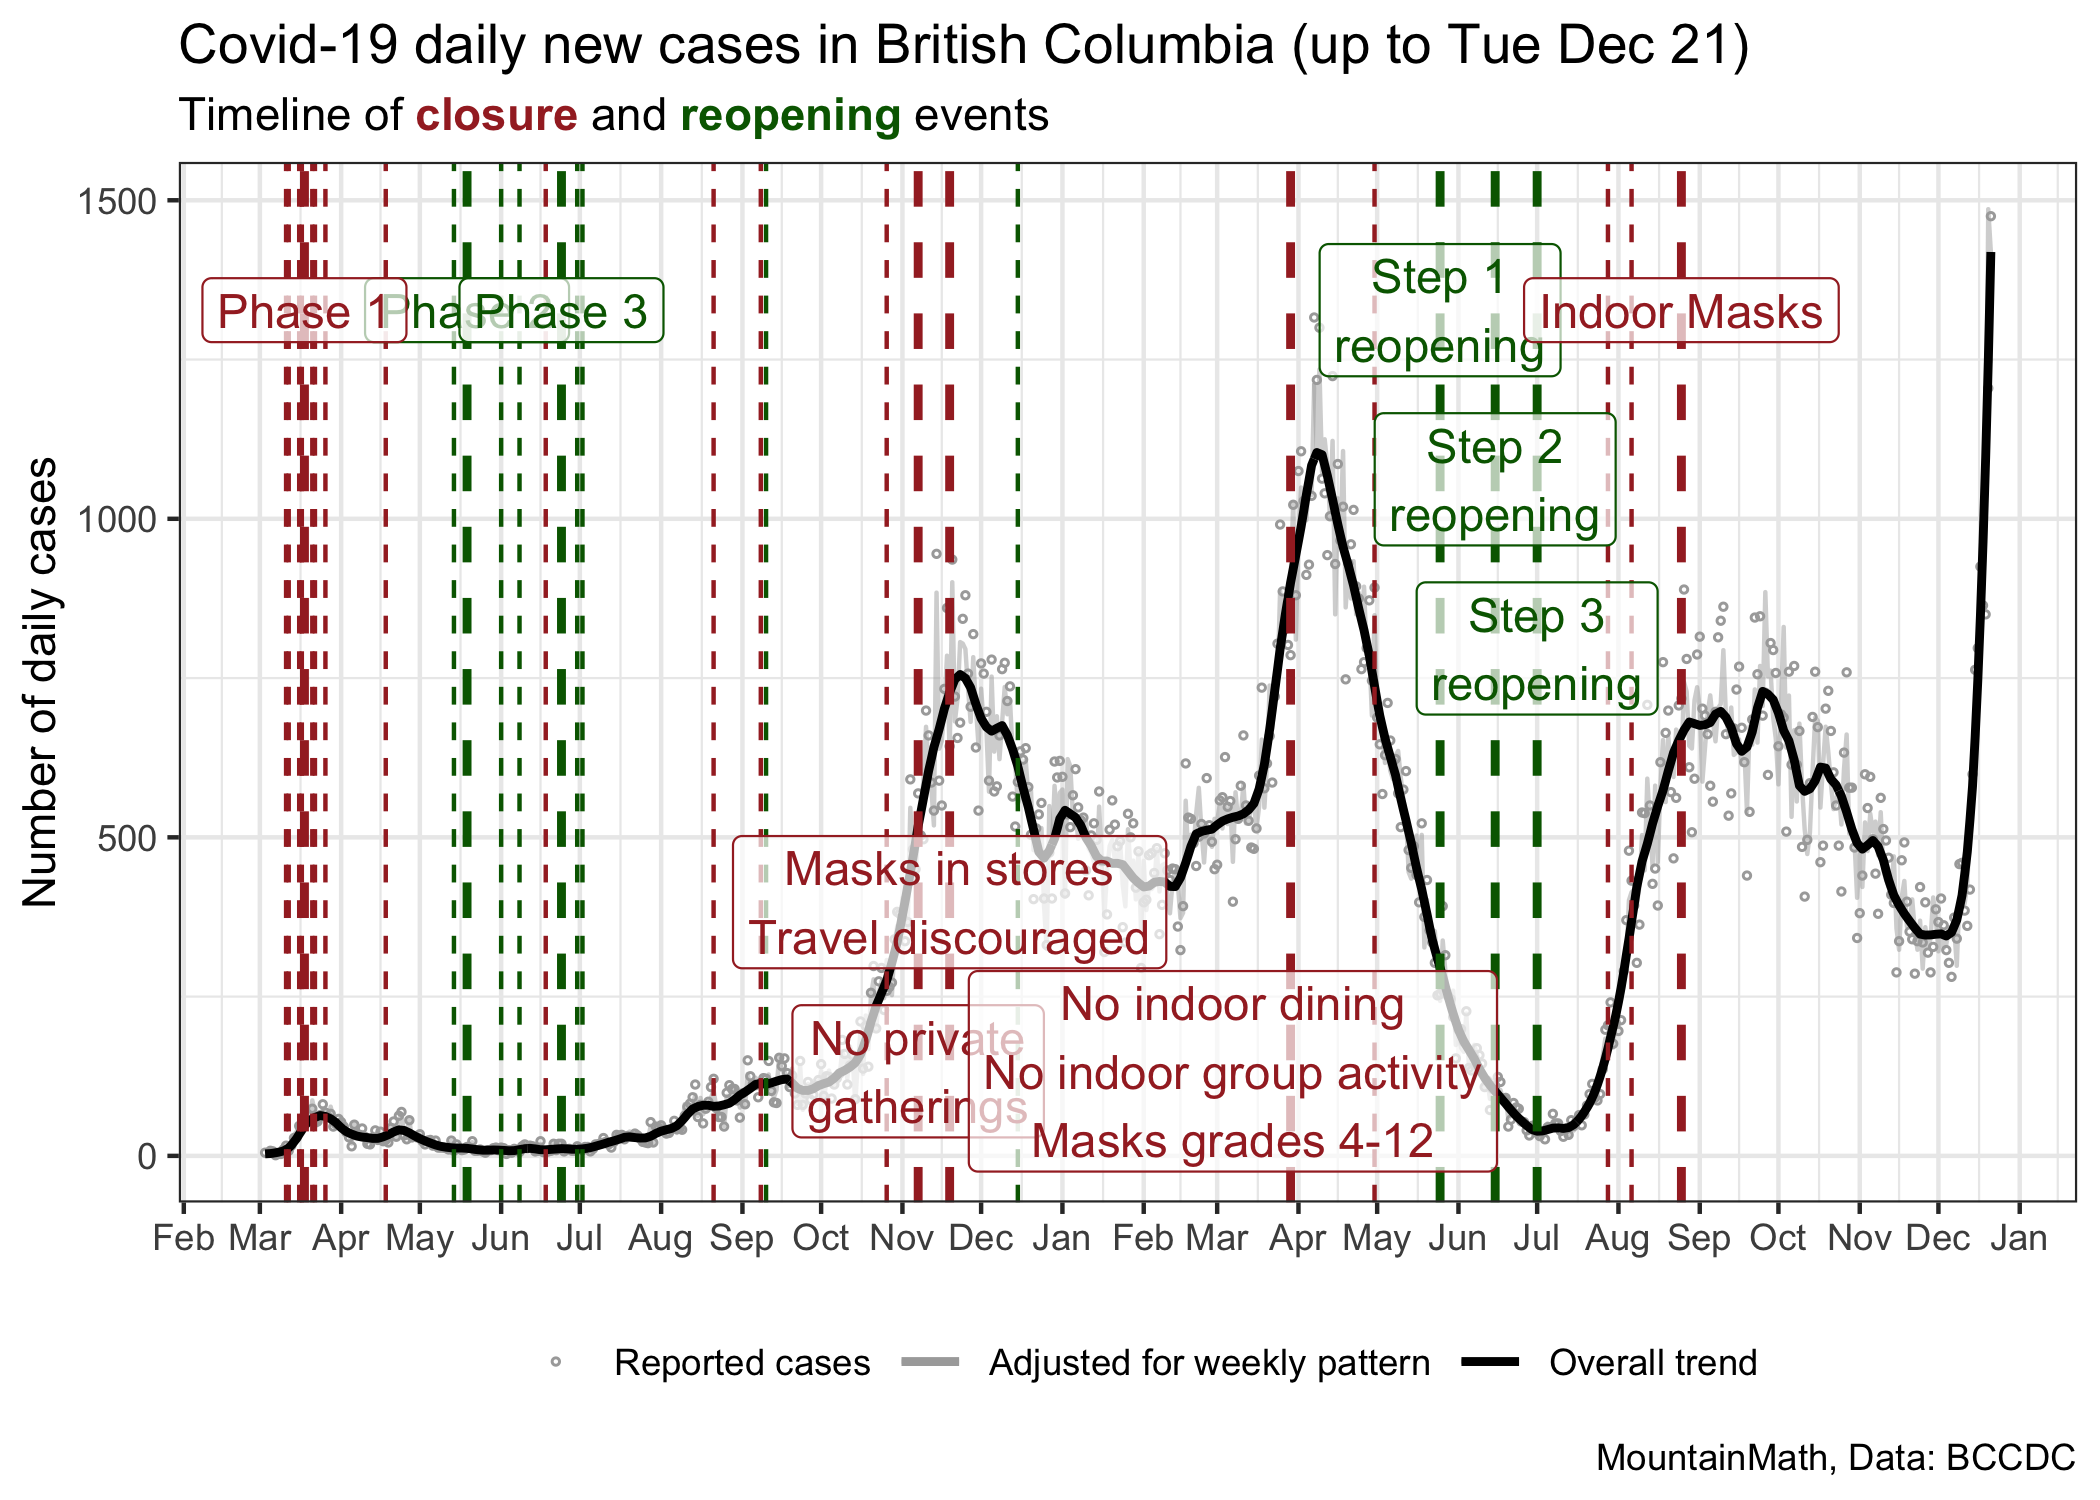 Covid-19 daily new cases in British Columbia (up to Tue Dec 21)
Timeline of closure and reopening events
Number of daily cases
1500
1000
500
0
Phase 1
Phase 2
Phase 3
Step 1
reopening
Indoor Masks
Step 2
reopening
Step 3
reopening
Masks in stores
Travel discouraged
No private
gatherings
No indoor dining
No indoor group activity
Masks grades 4-12
Feb Mar Apr May Jun Jul Aug Sep Oct Nov Dec Jan Feb Mar Apr May Jun Jul Aug Sep Oct Nov Dec Jan
Reported cases Adjusted for weekly pattern Overall trend
MountainMath, Data: BCCDC